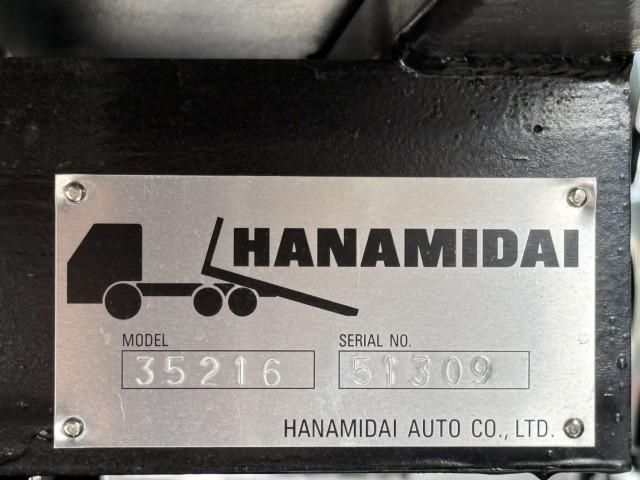 HANAMIDAI
MODEL SERIAL NO.
35216 51309
HANAMIDAI AUTO CO., LTD.